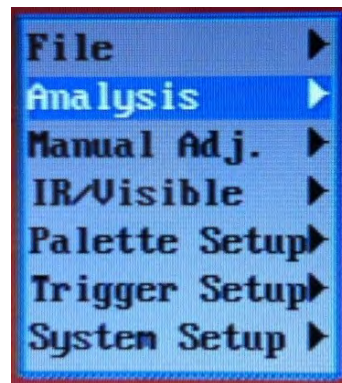 File
Analysis
Manual Adj.
IR/Visible
Palette Setup
Trigger Setup
System Setup